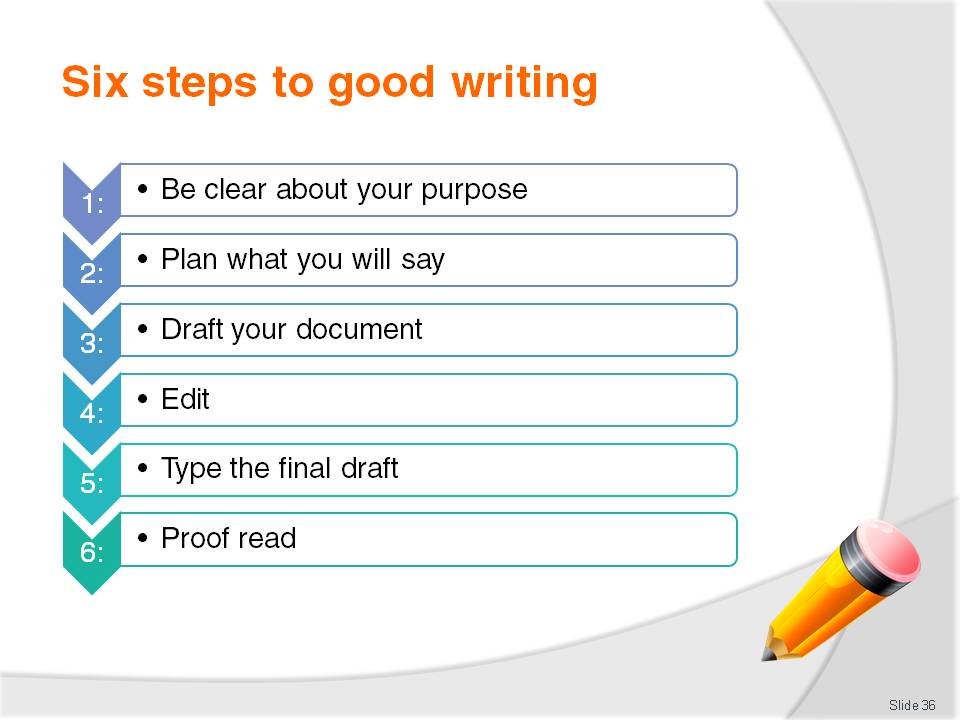 Six steps to good writing
1:
• Be clear about your purpose
2:
• Plan what you will say
3:
• Draft your document
4:
• Edit
5:
• Type the final draft
6:
• Proof read
Slide 36